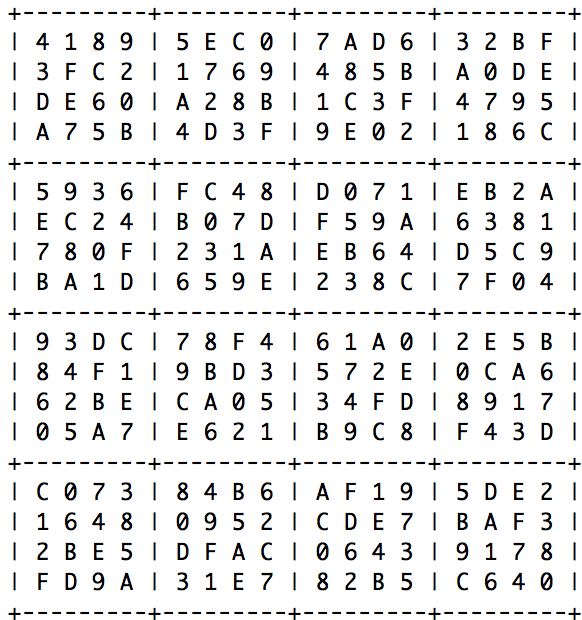 +---------+---------+---------+---------+
| 4 1 8 9 | 5 E C 0 | 7 A D 6 | 3 2 B F |
| 3 F C 2 | 1 7 6 9 | 4 8 5 B | A 0 D E |
| D E 6 0 | A 2 8 B | 1 C 3 F | 4 7 9 5 |
| A 7 5 B | 4 D 3 F | 9 E 0 2 | 1 8 6 C |
+---------+---------+---------+---------+
| 5 9 3 6 | F C 4 8 | D 0 7 1 | E B 2 A |
| E C 2 4 | B 0 7 D | F 5 9 A | 6 3 8 1 |
| 7 8 0 F | 2 3 1 A | E B 6 4 | D 5 C 9 |
| B A 1 D | 6 5 9 E | 2 3 8 C | 7 F 0 4 |
+---------+---------+---------+---------+
| 9 3 D C | 7 8 F 4 | 6 1 A 0 | 2 E 5 B |
| 8 4 F 1 | 9 B D 3 | 5 7 2 E | 0 C A 6 |
| 6 2 B E | C A 0 5 | 3 4 F D | 8 9 1 7 |
| 0 5 A 7 | E 6 2 1 | B 9 C 8 | F 4 3 D |
+---------+---------+---------+---------+
| C 0 7 3 | 8 4 B 6 | A F 1 9 | 5 D E 2 |
| 1 6 4 8 | 0 9 5 2 | C D E 7 | B A F 3 |
| 2 B E 5 | D F A C | 0 6 4 3 | 9 1 7 8 |
| F D 9 A | 3 1 E 7 | 8 2 B 5 | C 6 4 0 |
+---------+---------+---------+---------+